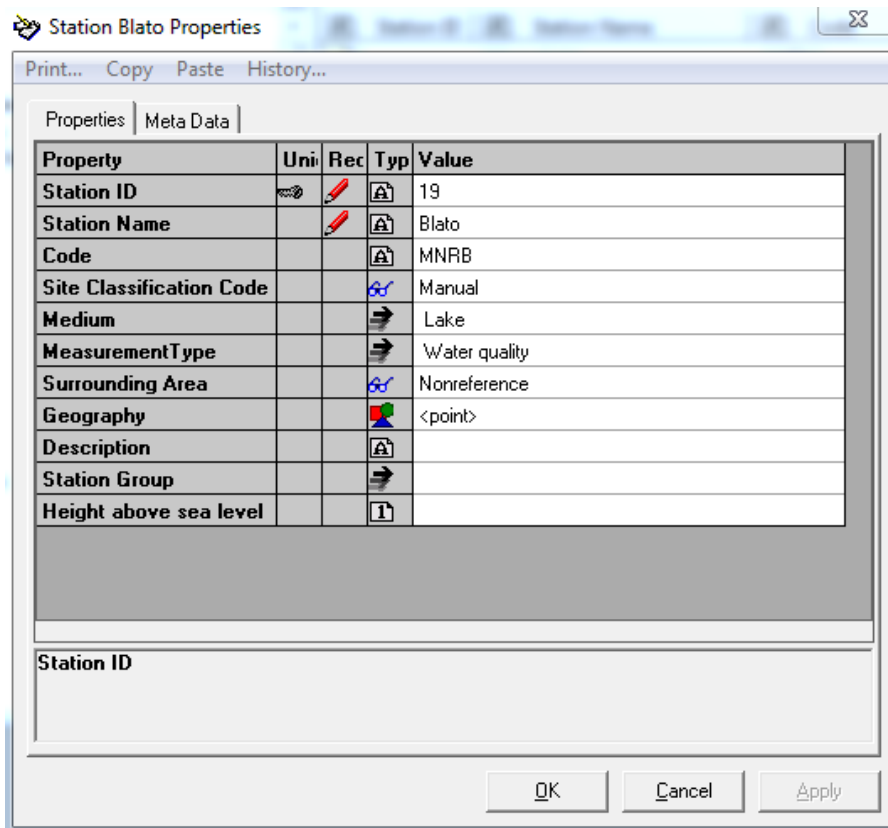 Station Blato Properties
Print... Copy Paste History...
Properties Meta Data
Property Uni Rec Typ Value
Station ID 19
Station Name Blato
Code MNRB
Site Classification Code Manual
Medium Lake
MeasurementType Water quality
Surrounding Area Nonreference
Geography <point>
Description
Station Group
Height above sea level
Station ID
OK Cancel Apply